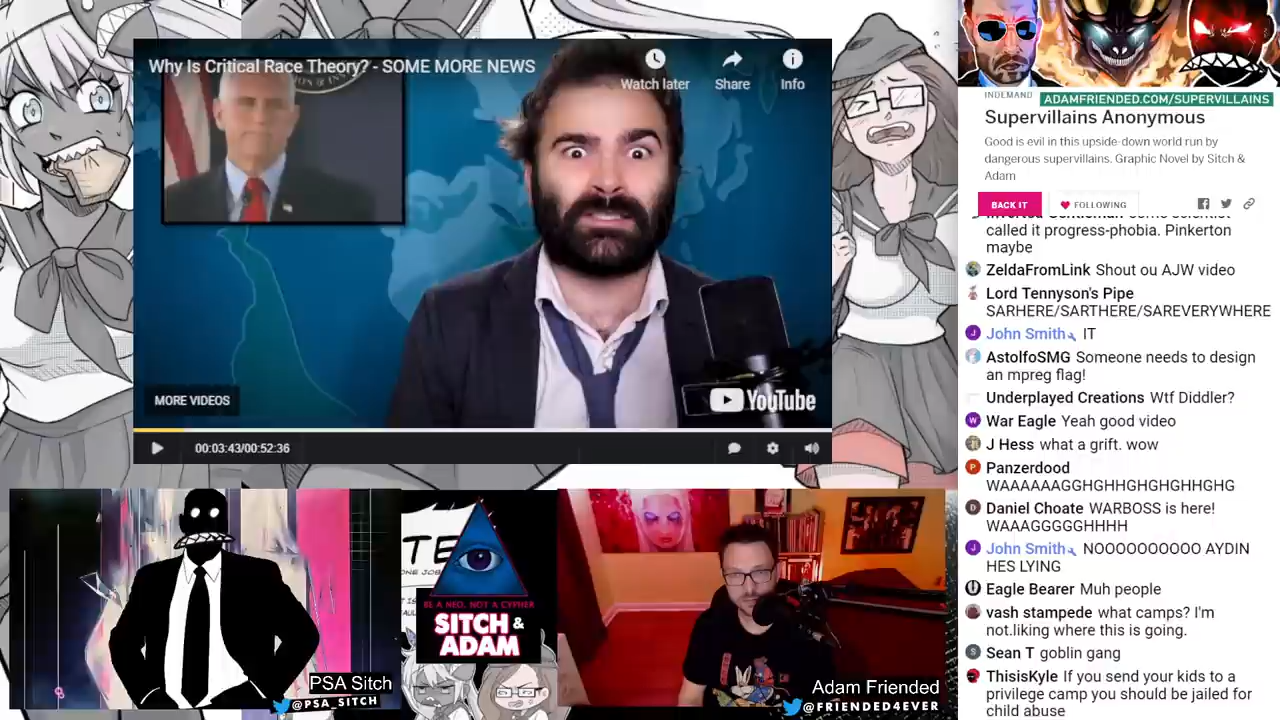 Why Is Critical Race Theory? - SOME MORE NEWS
Watch later
Share
Info
MORE VIDEOS
YouTube
00:03:43/00:52:36
PSA Sitch
@PSA_SITCH
BE A NEO, NOT A CYPHER
SITCH &
ADAM
Adam Friended
@FRIENDED4EVER
INDEMAND
ADAMFRIENDED.COM/SUPERVILLAINS
Supervillains Anonymous
Good is evil in this upside-down world run by
dangerous supervillains. Graphic Novel by Sitch &
Adam
BACK IT
FOLLOWING
called it progress-phobia. Pinkerton
maybe
ZeldaFromLink Shout ou AJW video
Lord Tennyson's Pipe
SARHERE/SARTHERE/SAREVERYWHERE
John Smith IT
AstolfoSMG Someone needs to design
an mpreg flag!
Underplayed Creations Wtf Diddler?
War Eagle Yeah good video
J Hess what a grift. wow
Panzerdood
WAAAAAAGGHGHHGHGHGHHGHG
Daniel Choate WARBOSS is here!
WAAAGGGGGHHHH
John Smith NOOOOOOOOOO AYDIN
HES LYING
Eagle Bearer Muh people
vash stampede what camps? I'm
not.liking where this is going.
Sean T goblin gang
ThisisKyle If you send your kids to a
privilege camp you should be jailed for
child abuse